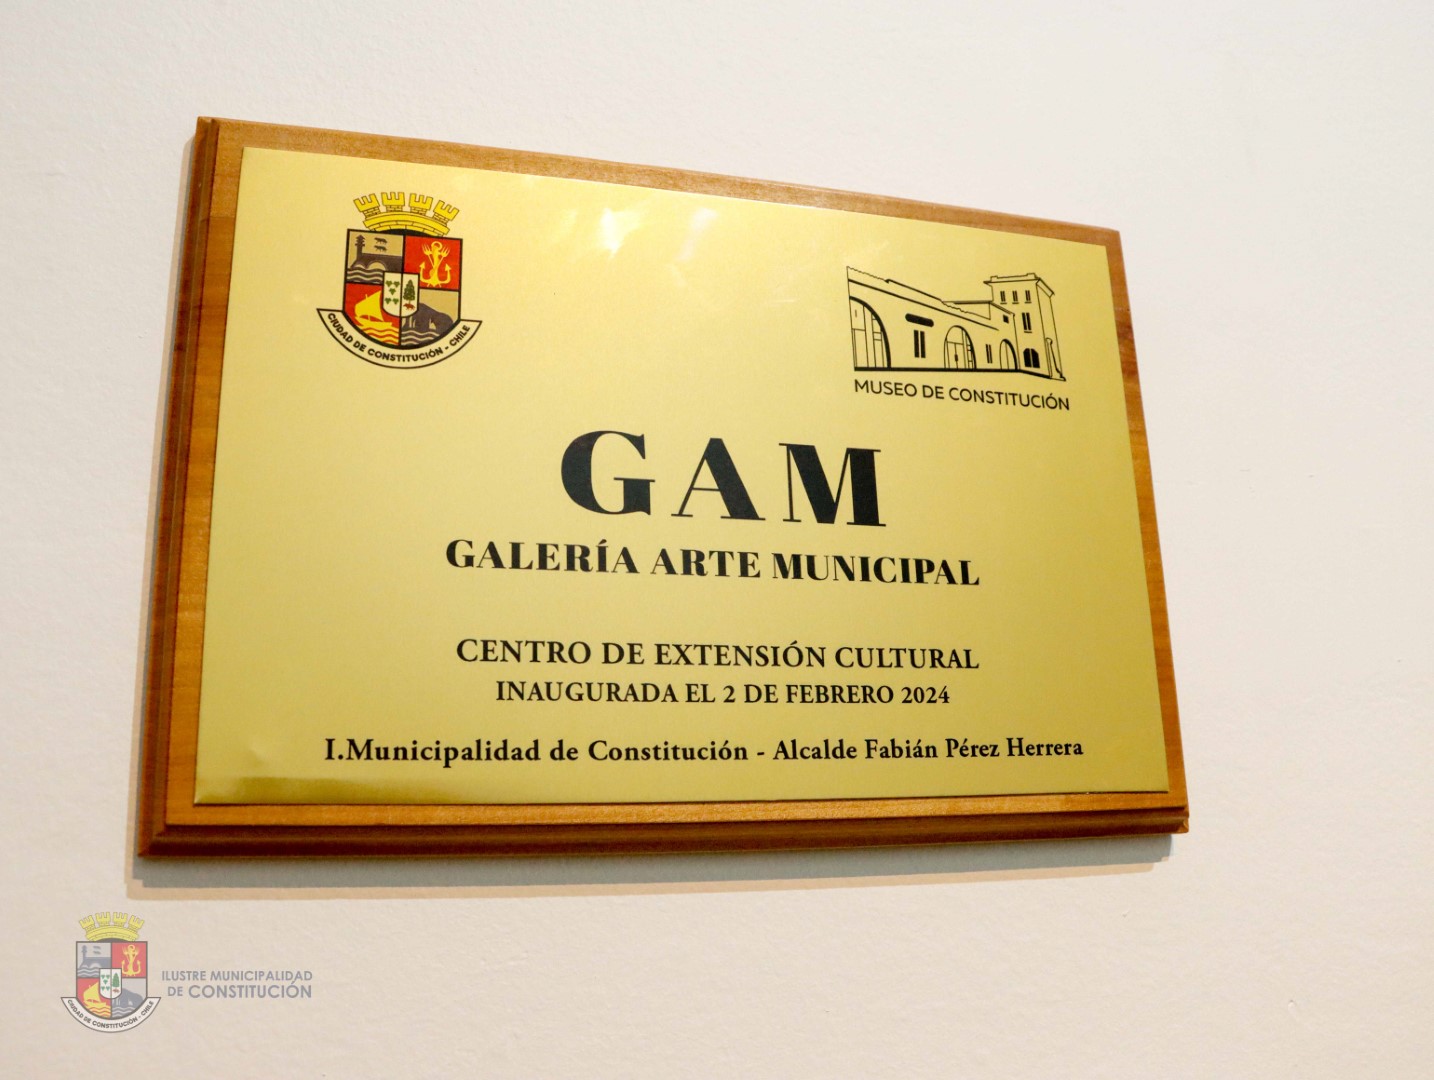 CIUDAD DE CONSTITUCIÓN - CHILE
MUSEO DE CONSTITUCIÓN
GAM
GALERÍA ARTE MUNICIPAL
CENTRO DE EXTENSIÓN CULTURAL
INAUGURADA EL 2 DE FEBRERO 2024
I.Municipalidad de Constitución - Alcalde Fabián Pérez Herrera
ILUSTRE MUNICIPALIDAD
DE CONSTITUCIÓN
CIUDAD DE CONSTITUCIÓN - CHILE